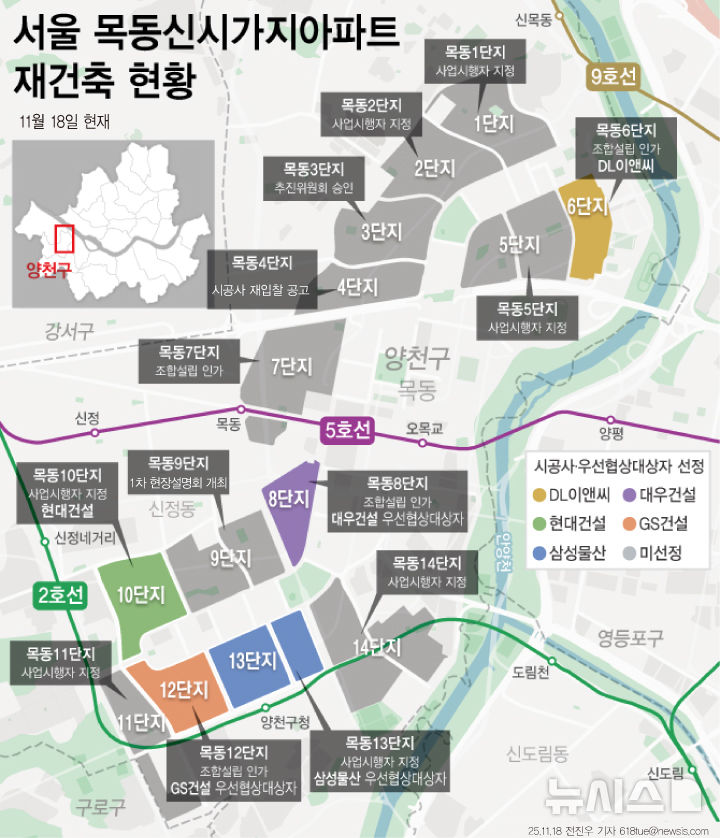 서울 목동신시가지아파트
재건축 현황
11월 18일 현재
양천구
신목동
9호선
목동1단지
사업시행자 지정
1단지
목동2단지
사업시행자 지정
2단지
목동6단지
조합설립 인가
DL이앤씨
6단지
목동3단지
추진위원회 승인
3단지
5단지
목동5단지
사업시행자 지정
목동4단지
시공사 재입찰 공고
4단지
강서구
목동7단지
조합설립 인가
7단지
양천구
목동
신정
목동
5호선
오목교
양평
목동10단지
사업시행자 지정
현대건설
목동9단지
1차 현장설명회 개최
신정동
8단지
목동8단지
조합설립 인가
대우건설 우선협상대상자
시공사·우선협상대상자 선정
DL이앤씨
대우건설
현대건설
GS건설
삼성물산
미선정
신정네거리
9단지
안양천
목동14단지
사업시행자 지정
2호선
10단지
14단지
영등포구
목동11단지
사업시행자 지정
13단지
12단지
11단지
도림천
양천구청
목동12단지
조합설립 인가
GS건설 우선협상대상자
목동13단지
사업시행자 지정
삼성물산 우선협상대상자
신도림동
신도림
구로구
뉴시스
25.11.18 전진우 기자 618tue@newsis.com